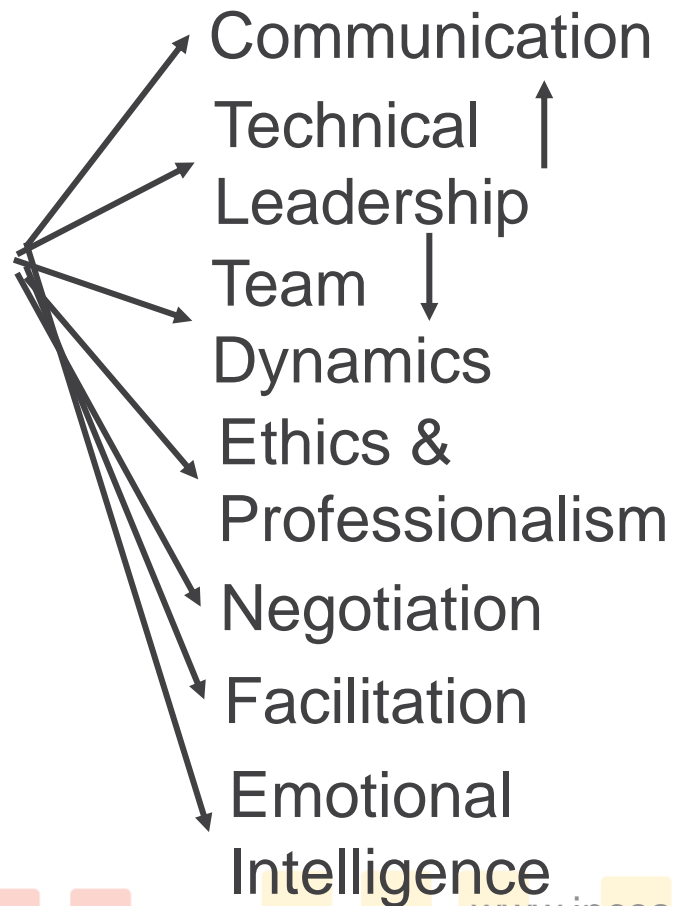 Communication
Technical
Leadership
Team
Dynamics
Ethics &
Professionalism
Negotiation
Facilitation
Emotional
Intelligence